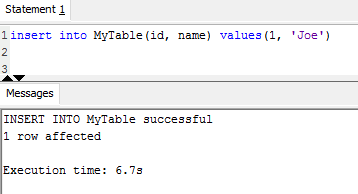 Statement 1
1 insert into MyTable(id, name) values(1, 'Joe')
2
3
Messages
INSERT INTO MyTable successful
1 row affected
Execution time: 6.7s